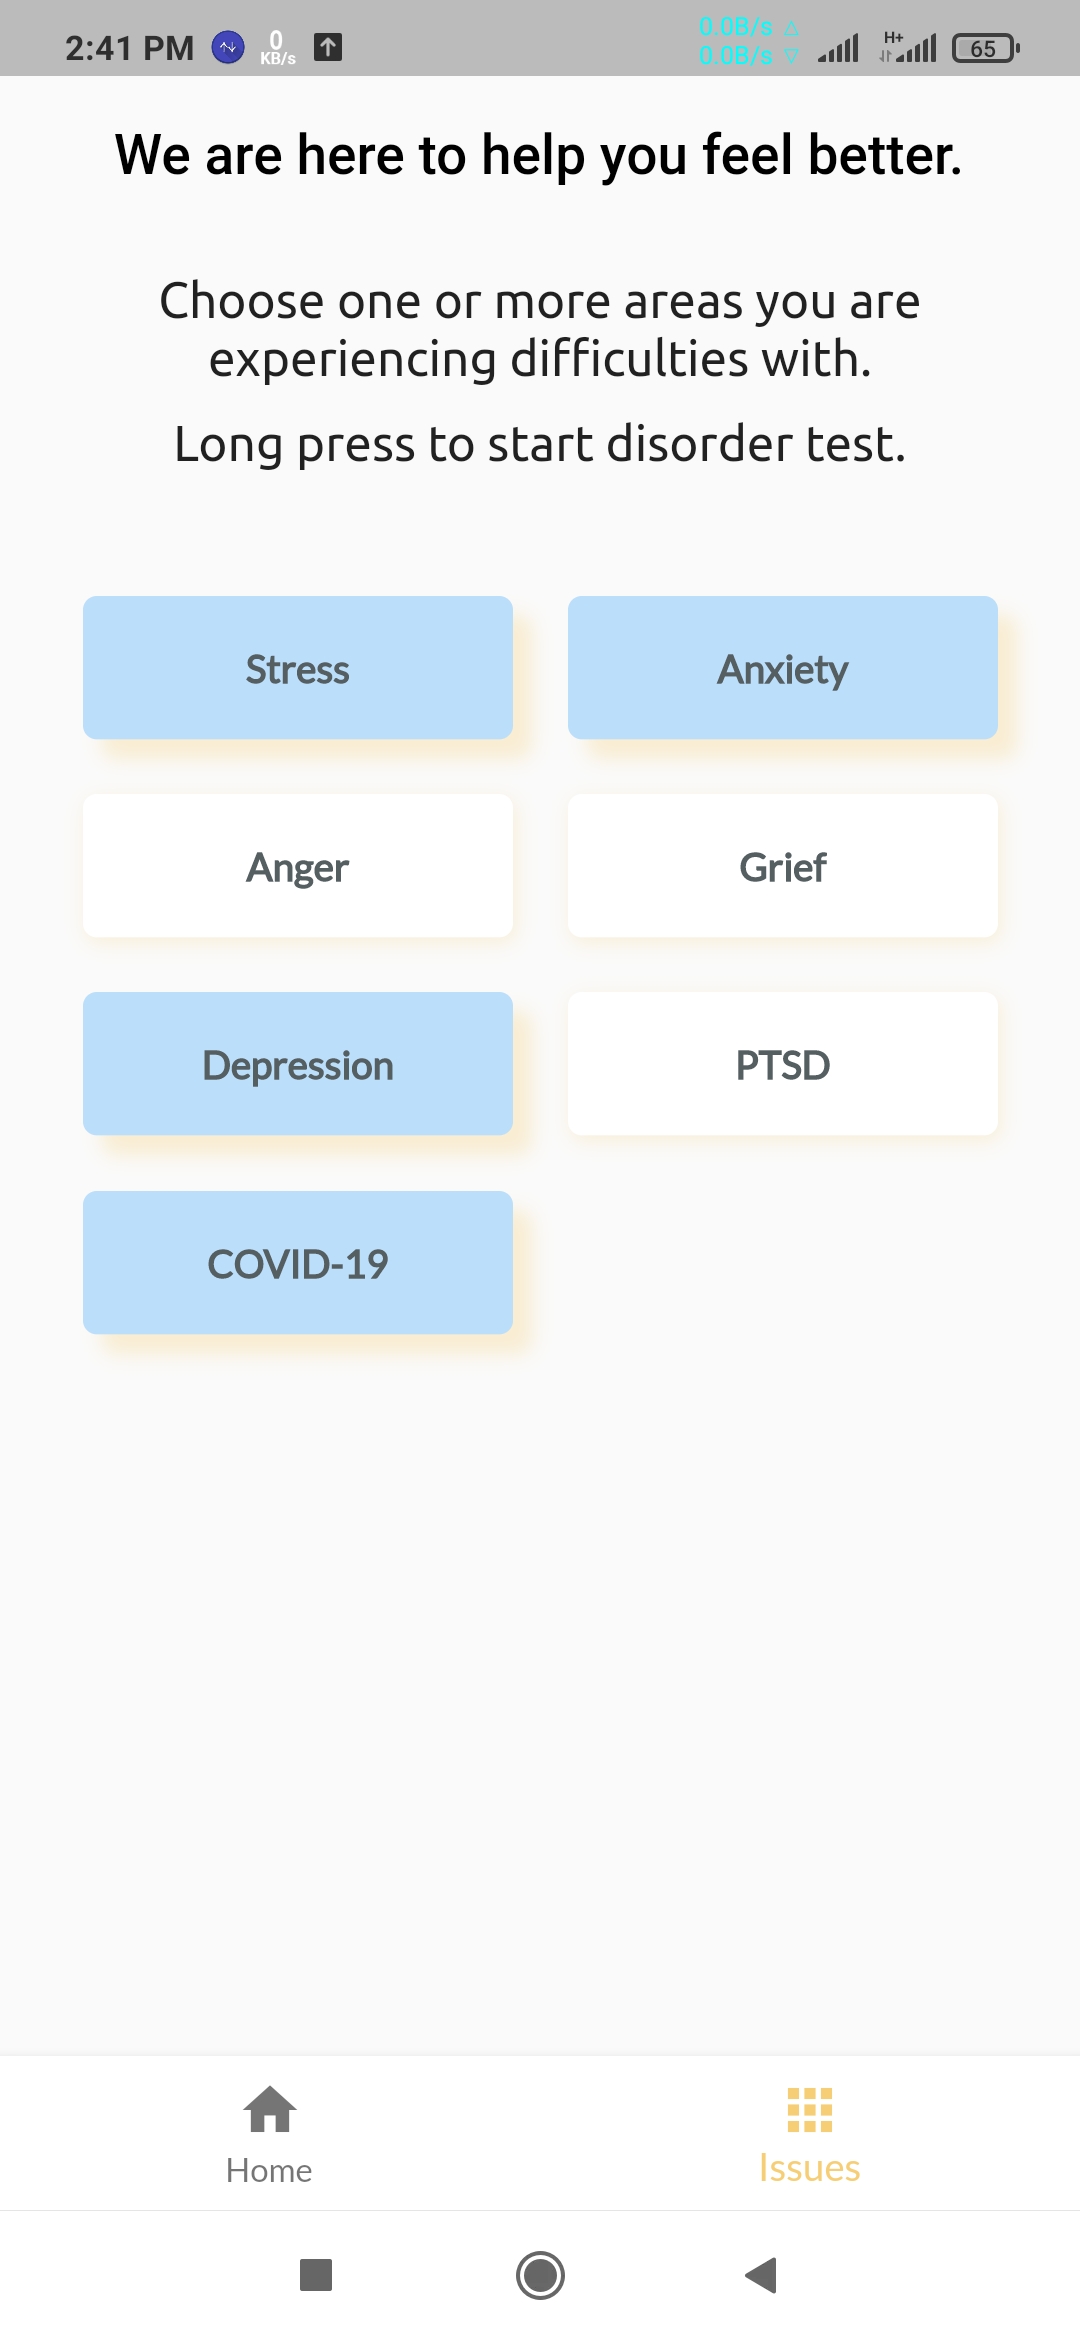 2:41 PM 0 KB/s 0.0B/s △ 0.0B/s ▽ H+ 65
We are here to help you feel better.
Choose one or more areas you are
experiencing difficulties with.
Long press to start disorder test.
Stress Anxiety
Anger Grief
Depression PTSD
COVID-19
Home Issues